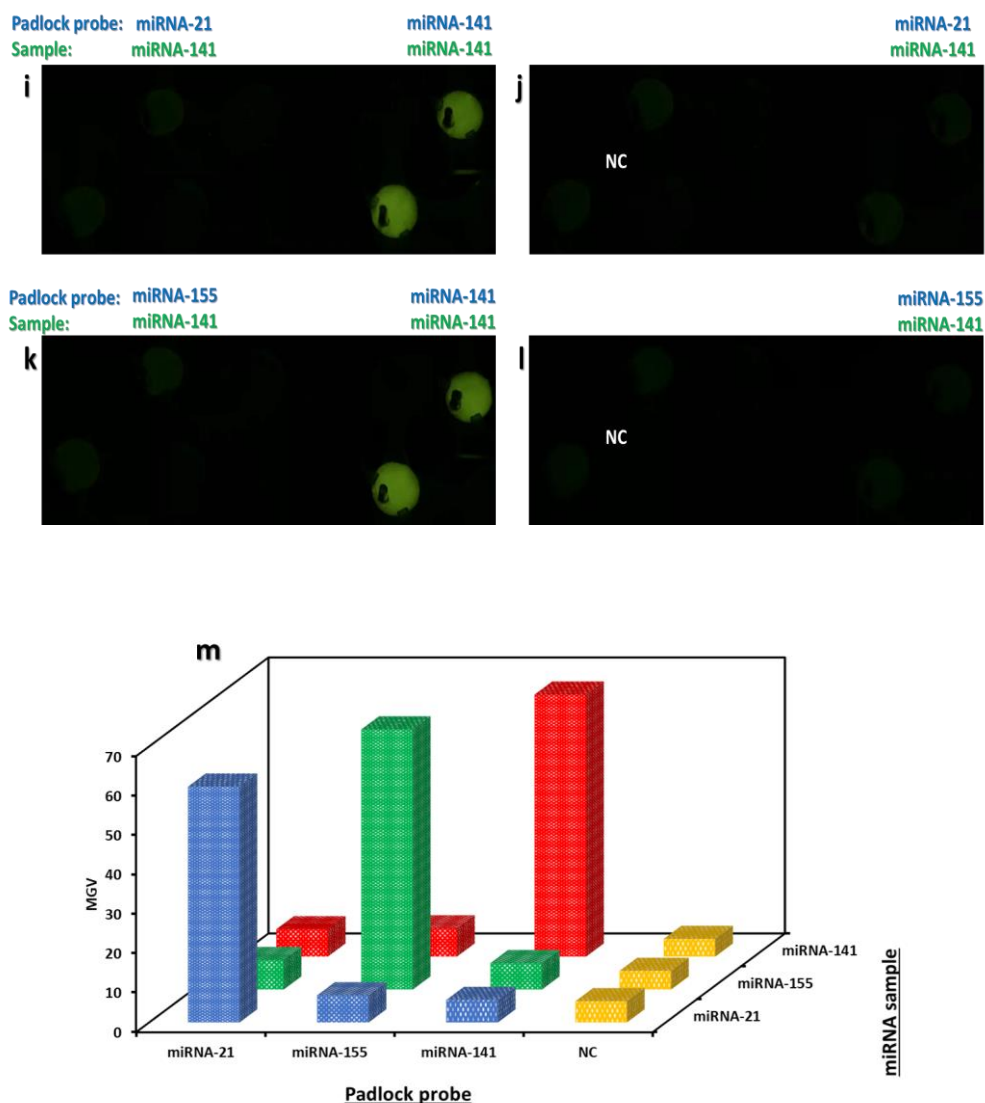 Padlock probe: miRNA-21 miRNA-141 miRNA-21
Sample: miRNA-141 miRNA-141 miRNA-141
i j
NC
Padlock probe: miRNA-155 miRNA-141 miRNA-155
Sample: miRNA-141 miRNA-141 miRNA-141
k l
NC
m
70
60
50
40
30
20
10
0
MGV
miRNA-141
miRNA-155
miRNA-21
miRNA sample
miRNA-21 miRNA-155 miRNA-141 NC
Padlock probe